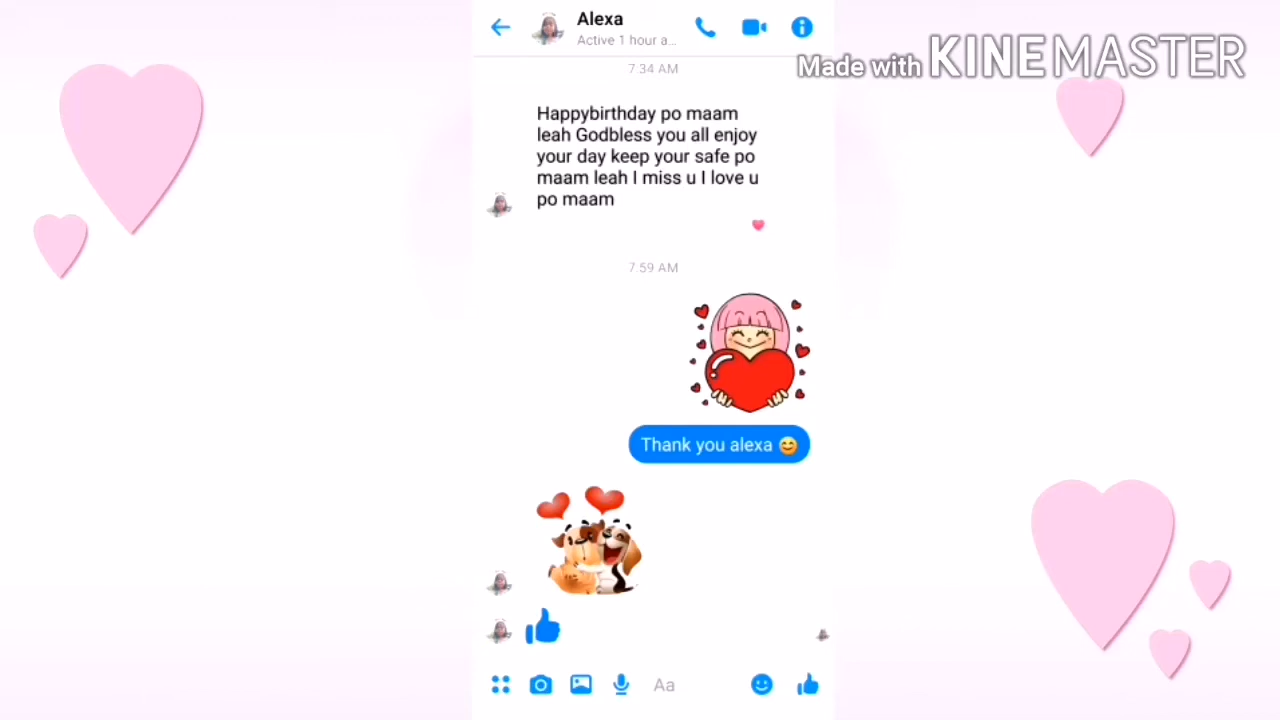 Alexa
Active 1 hour a...
Made with KINEMASTER
7:34 AM
Happybirthday po maam
leah Godbless you all enjoy
your day keep your safe po
maam leah I miss u I love u
po maam
7:59 AM
Thank you alexa 😊
Aa